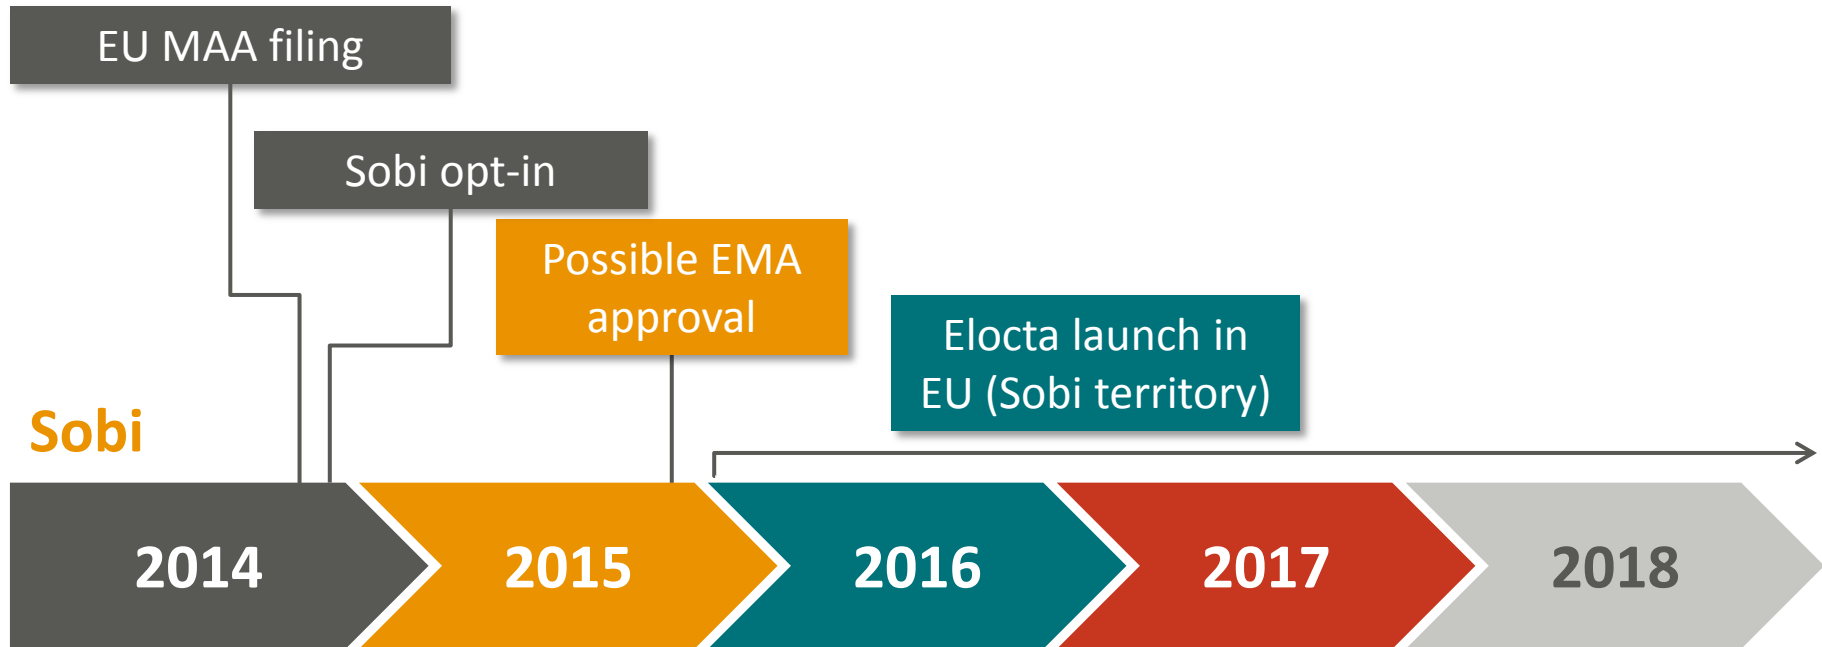 EU MAA filing
Sobi opt-in
Possible EMA
approval
Elocta launch in
EU (Sobi territory)
Sobi
2014
2015
2016
2017
2018